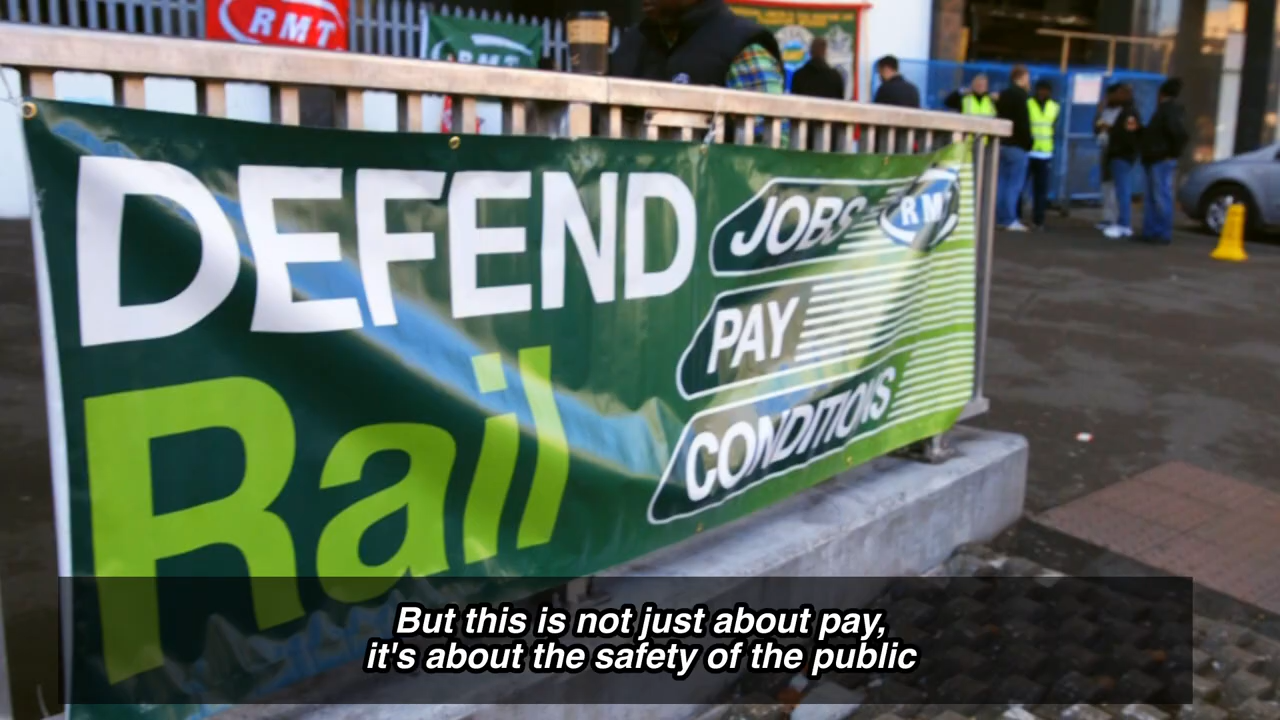 RMT
RMT
DEFEND
Rail
JOBS
RMT
PAY
CONDITIONS
But this is not just about pay,
it's about the safety of the public